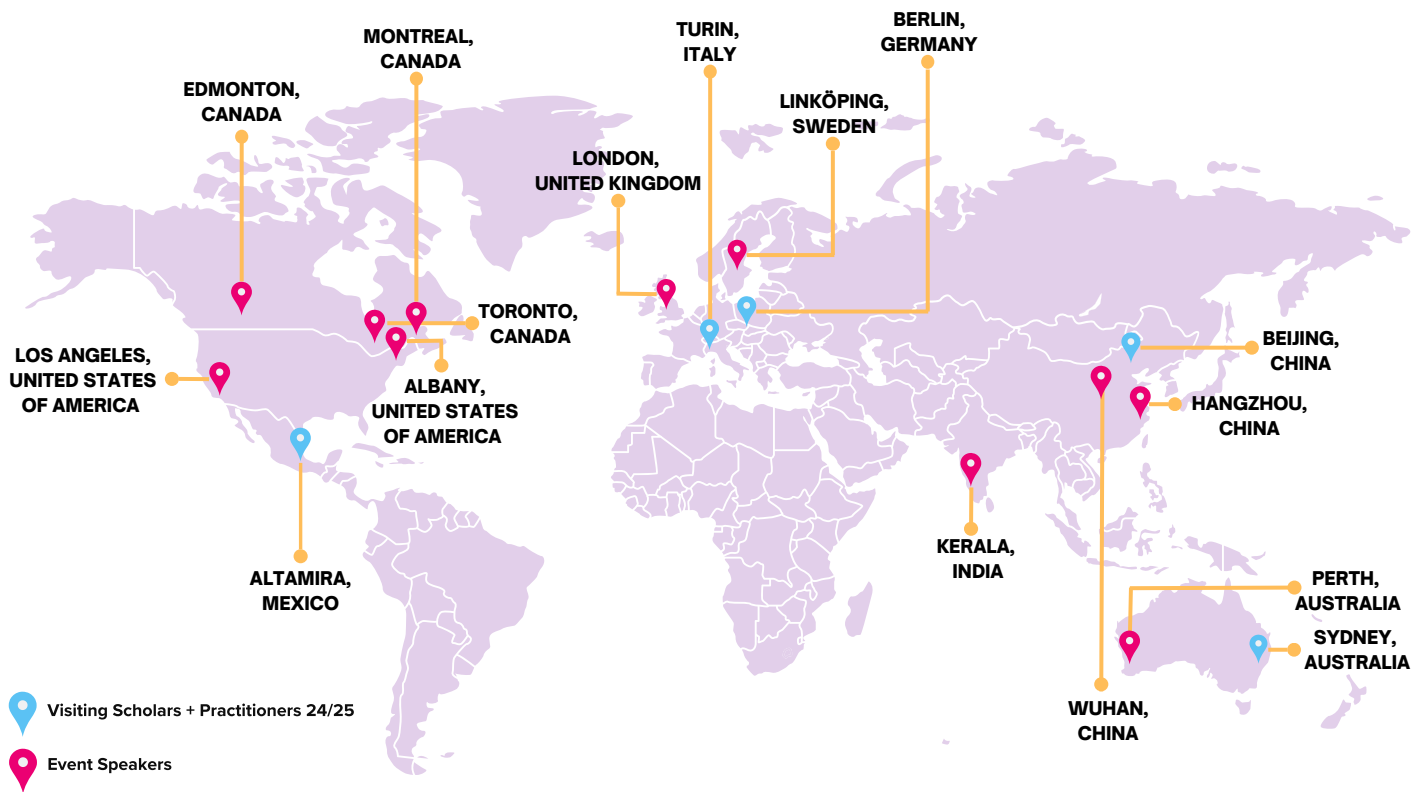 BERLIN,
GERMANY
TURIN,
ITALY
MONTREAL,
CANADA
EDMONTON,
CANADA
LINKÖPING,
SWEDEN
LONDON,
UNITED KINGDOM
TORONTO,
CANADA
BEIJING,
CHINA
LOS ANGELES,
UNITED STATES
OF AMERICA
ALBANY,
UNITED STATES
OF AMERICA
HANGZHOU,
CHINA
KERALA,
INDIA
ALTAMIRA,
MEXICO
PERTH,
AUSTRALIA
SYDNEY,
AUSTRALIA
WUHAN,
CHINA
Visiting Scholars + Practitioners 24/25
Event Speakers